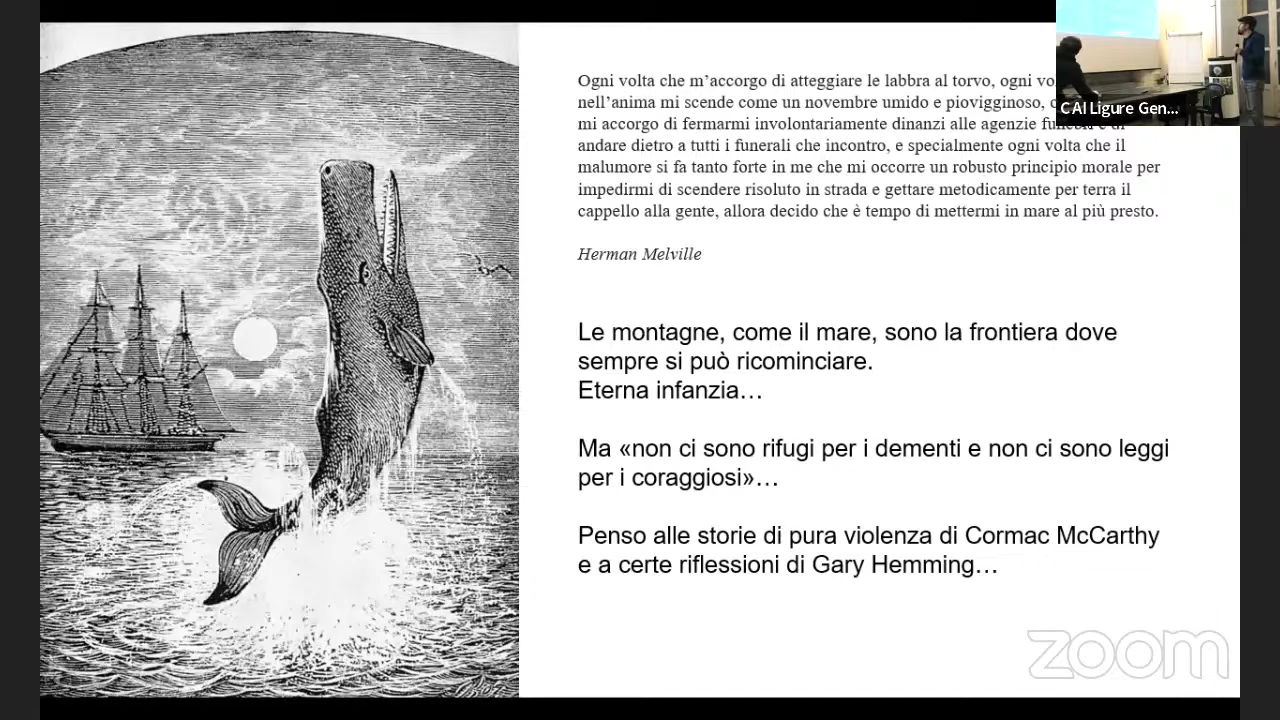 Ogni volta che m'accorgo di atteggiare le labbra al torvo, ogni
nell'anima mi scende come un novembre umido e piovigginoso,
mi accorgo di fermarmi involontariamente dinanzi alle agenzie
andare dietro a tutti i funerali che incontro, e specialmente ogni volta che il
malumore si fa tanto forte in me che mi occorre un robusto principio morale per
impedirmi di scendere risoluto in strada e gettare metodicamente per terra il
cappello alla gente, allora decido che è tempo di mettermi in mare al più presto.
Herman Melville
Le montagne, come il mare, sono la frontiera dove
sempre si può ricominciare.
Eterna infanzia…
Ma «non ci sono rifugi per i dementi e non ci sono leggi
per i coraggiosi»…
Penso alle storie di pura violenza di Cormac McCarthy
e a certe riflessioni di Gary Hemming…
CAI Ligure Gen...
zoom